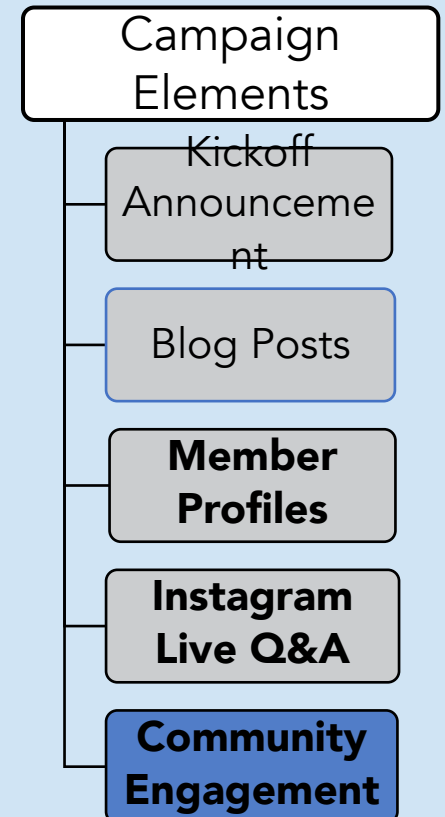 Campaign
Elements
Kickoff
Announceme
nt
Blog Posts
Member
Profiles
Instagram
Live Q&A
Community
Engagement